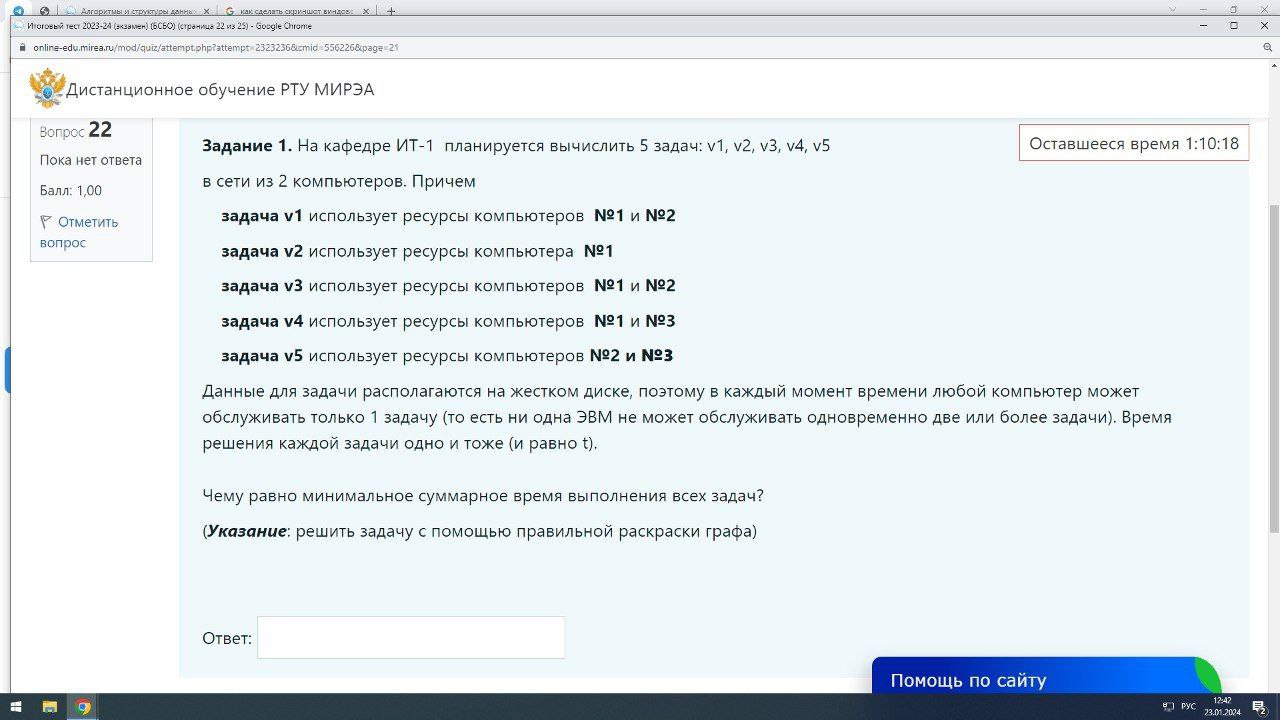 Алгоритмы и структуры данны
как сделать скриншот виндовс
Итоговый тест 2023-24 (экзамен) (БСБО) (страница 22 из 25) - Google Chrome
online-edu.mirea.ru/mod/quiz/attempt.php?attempt=2323236&cmid=556226&page=21
Дистанционное обучение РТУ МИРЭА
Вопрос 22
Пока нет ответа
Балл: 1,00
Отметить
вопрос
Оставшееся время 1:10:18
Задание 1. На кафедре ИТ-1 планируется вычислить 5 задач: v1, v2, v3, v4, v5
в сети из 2 компьютеров. Причем
задача v1 использует ресурсы компьютеров №1 и №2
задача v2 использует ресурсы компьютера №1
задача v3 использует ресурсы компьютеров №1 и №2
задача v4 использует ресурсы компьютеров №1 и №3
задача v5 использует ресурсы компьютеров №2 и №3
Данные для задачи располагаются на жестком диске, поэтому в каждый момент времени любой компьютер может
обслуживать только 1 задачу (то есть ни одна ЭВМ не может обслуживать одновременно две или более задачи). Время
решения каждой задачи одно и тоже (и равно t).
Чему равно минимальное суммарное время выполнения всех задач?
(Указание: решить задачу с помощью правильной раскраски графа)
Ответ:
Помощь по сайту
РУС
12:42
23.01.2024
2